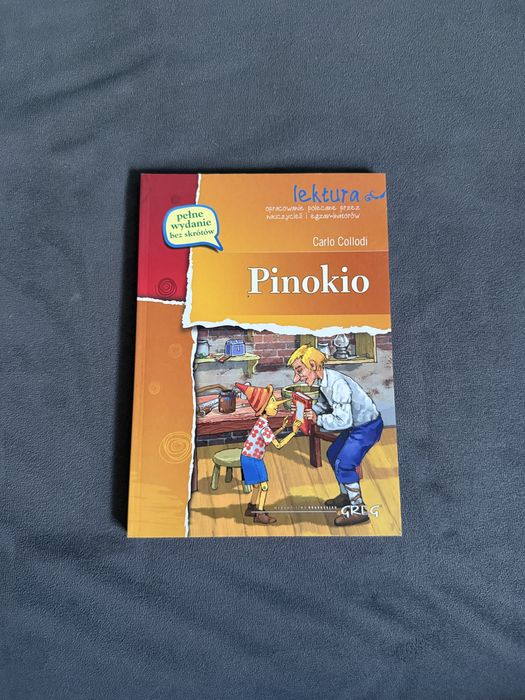 lektura
opracowanie polecane przez
nauczycieli i egzaminatorów
pełne
wydanie
bez skrótów
Carlo Collodi
Pinokio
GREG